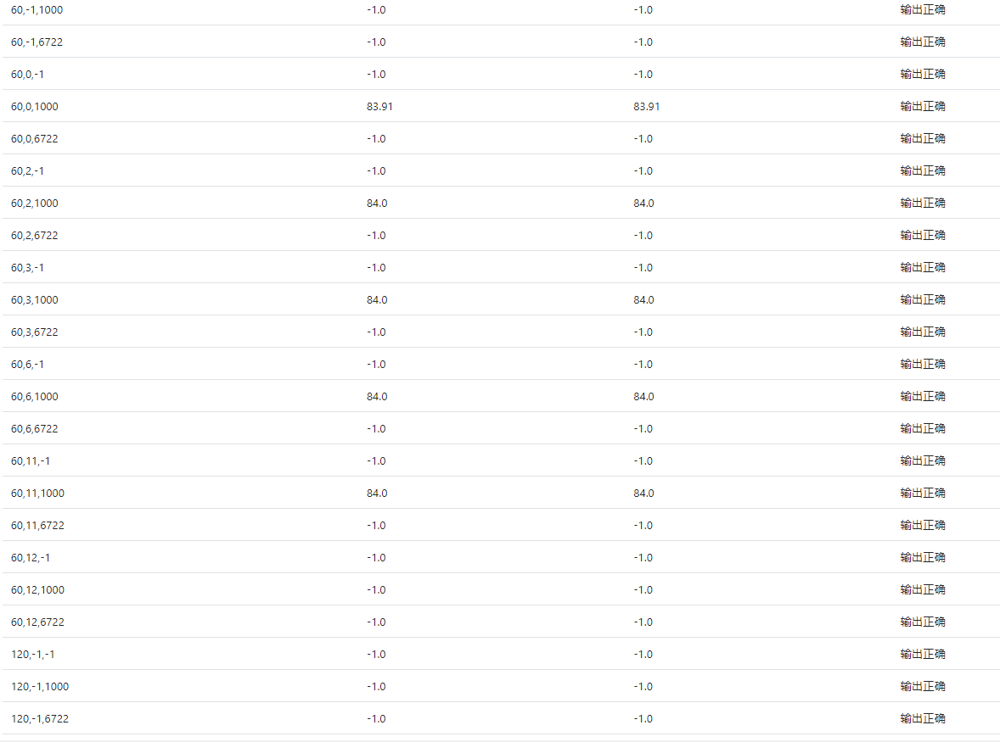 60,-1,1000 -1.0 -1.0 输出正确
60,-1,6722 -1.0 -1.0 输出正确
60,0,-1 -1.0 -1.0 输出正确
60,0,1000 83.91 83.91 输出正确
60,0,6722 -1.0 -1.0 输出正确
60,2,-1 -1.0 -1.0 输出正确
60,2,1000 84.0 84.0 输出正确
60,2,6722 -1.0 -1.0 输出正确
60,3,-1 -1.0 -1.0 输出正确
60,3,1000 84.0 84.0 输出正确
60,3,6722 -1.0 -1.0 输出正确
60,6,-1 -1.0 -1.0 输出正确
60,6,1000 84.0 84.0 输出正确
60,6,6722 -1.0 -1.0 输出正确
60,11,-1 -1.0 -1.0 输出正确
60,11,1000 84.0 84.0 输出正确
60,11,6722 -1.0 -1.0 输出正确
60,12,-1 -1.0 -1.0 输出正确
60,12,1000 -1.0 -1.0 输出正确
60,12,6722 -1.0 -1.0 输出正确
120,-1,-1 -1.0 -1.0 输出正确
120,-1,1000 -1.0 -1.0 输出正确
120,-1,6722 -1.0 -1.0 输出正确